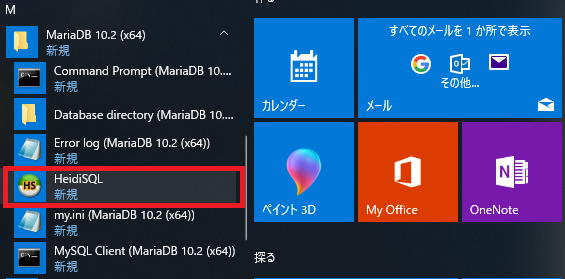 M
MariaDB 10.2 (x64)
新規
Command Prompt (MariaDB 10....
新規
Database directory (MariaDB 10....
Error log (MariaDB 10.2 (x64))
新規
HS
HeidiSQL
新規
my.ini (MariaDB 10.2 (x64))
新規
MySQL Client (MariaDB 10.2 (x64))
新規
すべてのメールを 1 か所で表示
G
その他...
カレンダー
メール
ペイント 3D
My Office
N
OneNote
探る